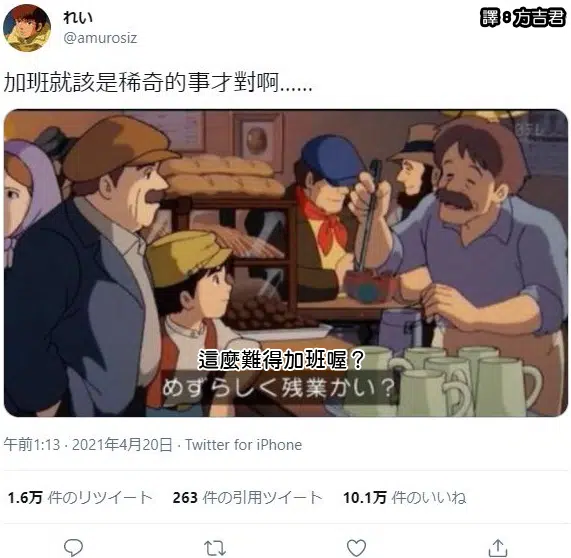 譯:方吉君
れい
@amurosiz
加班就該是稀奇的事才對啊......
這麼難得加班喔？
めずらしく残業かい？
午前1:13 · 2021年4月20日 · Twitter for iPhone
1.6万 件のリツイート 263 件の引用ツイート 10.1万 件のいいね